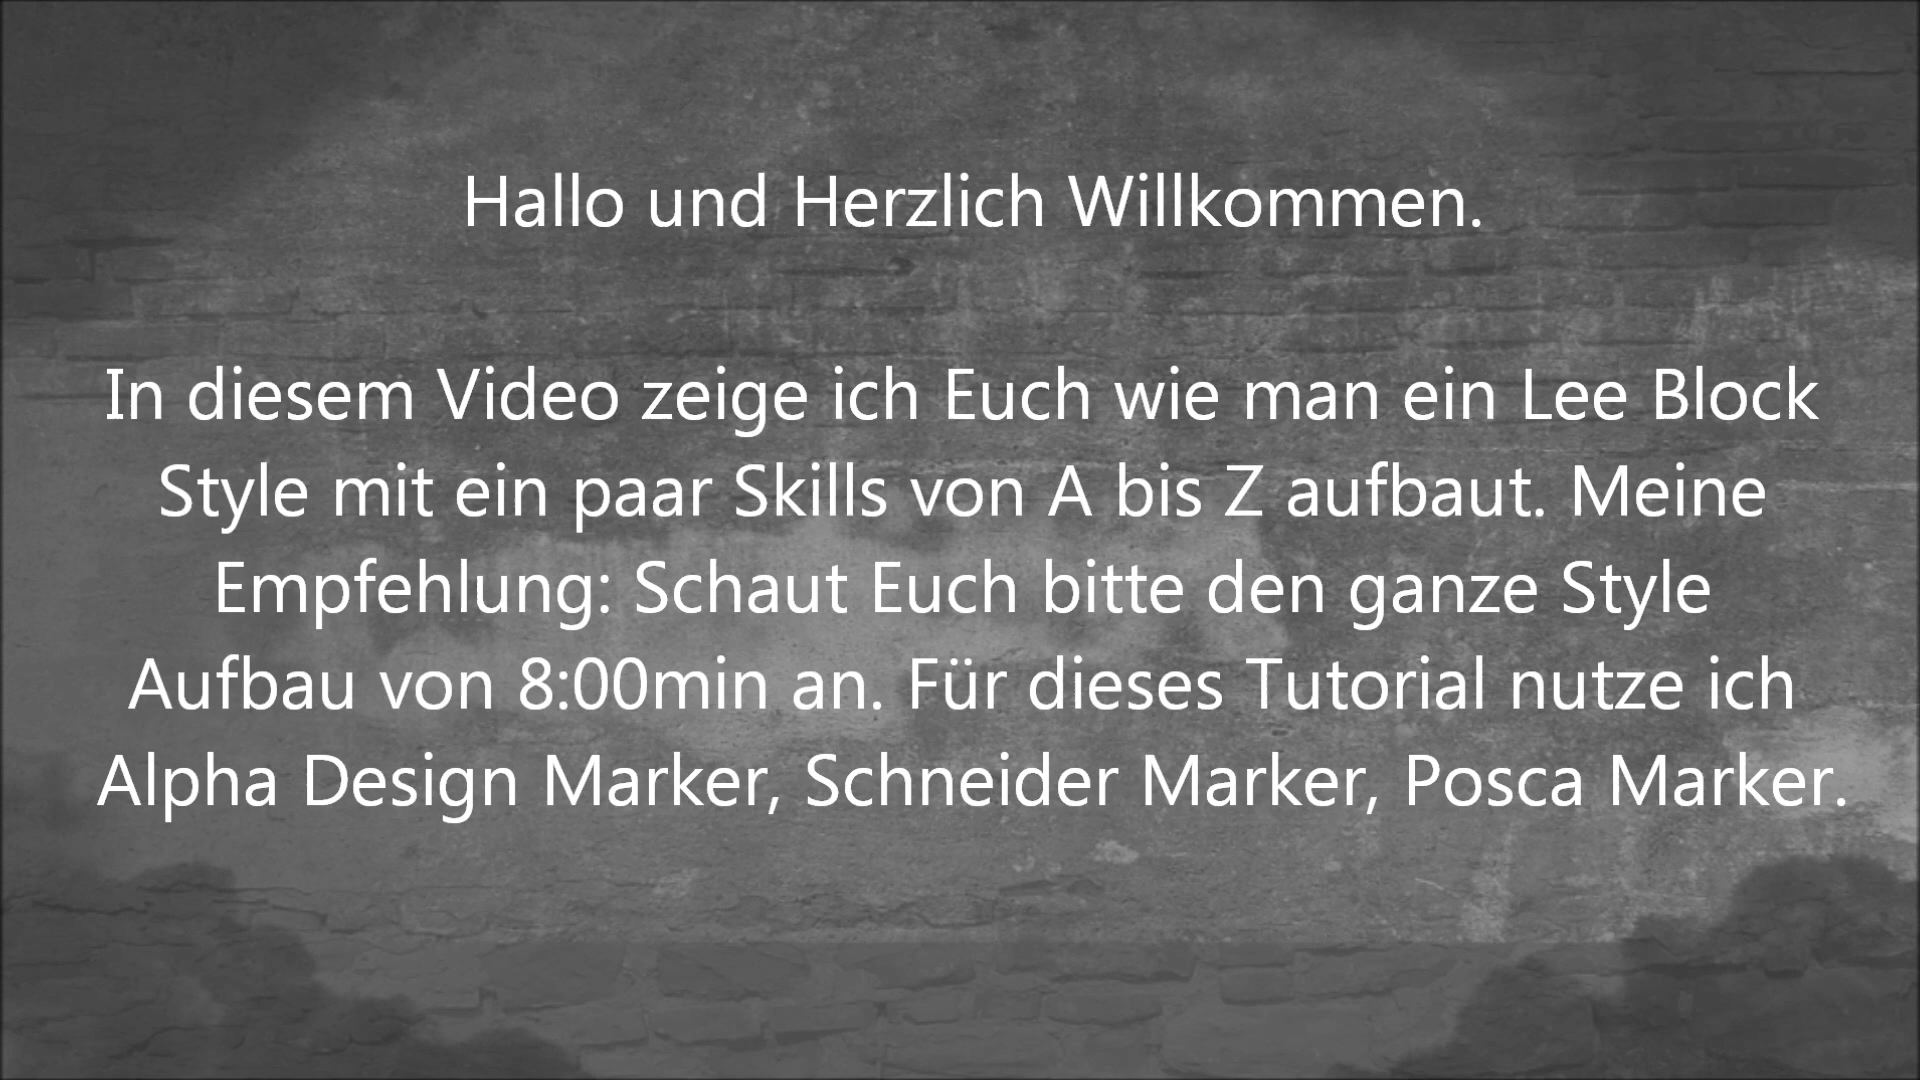 Hallo und Herzlich Willkommen.
In diesem Video zeige ich Euch wie man ein Lee Block
Style mit ein paar Skills von A bis Z aufbaut. Meine
Empfehlung: Schaut Euch bitte den ganze Style
Aufbau von 8:00min an. Für dieses Tutorial nutze ich
Alpha Design Marker, Schneider Marker, Posca Marker.